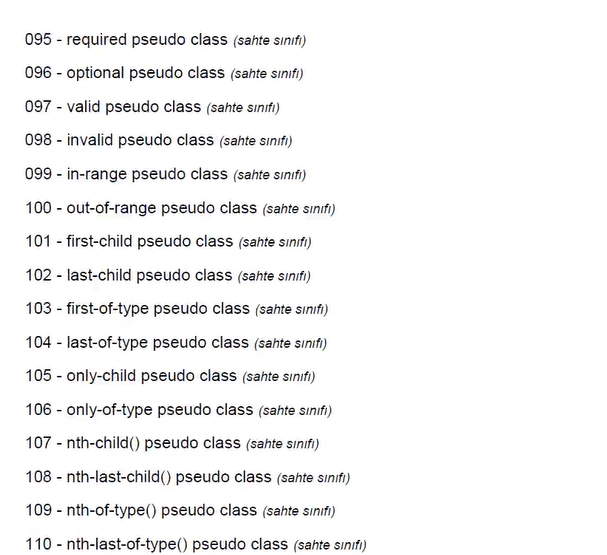 095 - required pseudo class (sahte sınıfı)
096 - optional pseudo class (sahte sınıfı)
097 - valid pseudo class (sahte sınıfı)
098 - invalid pseudo class (sahte sınıfı)
099 - in-range pseudo class (sahte sınıfı)
100 - out-of-range pseudo class (sahte sınıfı)
101 - first-child pseudo class (sahte sınıfı)
102 - last-child pseudo class (sahte sınıfı)
103 - first-of-type pseudo class (sahte sınıfı)
104 - last-of-type pseudo class (sahte sınıfı)
105 - only-child pseudo class (sahte sınıfı)
106 - only-of-type pseudo class (sahte sınıfı)
107 - nth-child() pseudo class (sahte sınıfı)
108 - nth-last-child() pseudo class (sahte sınıfı)
109 - nth-of-type() pseudo class (sahte sınıfı)
110 - nth-last-of-type() pseudo class (sahte sınıfı)